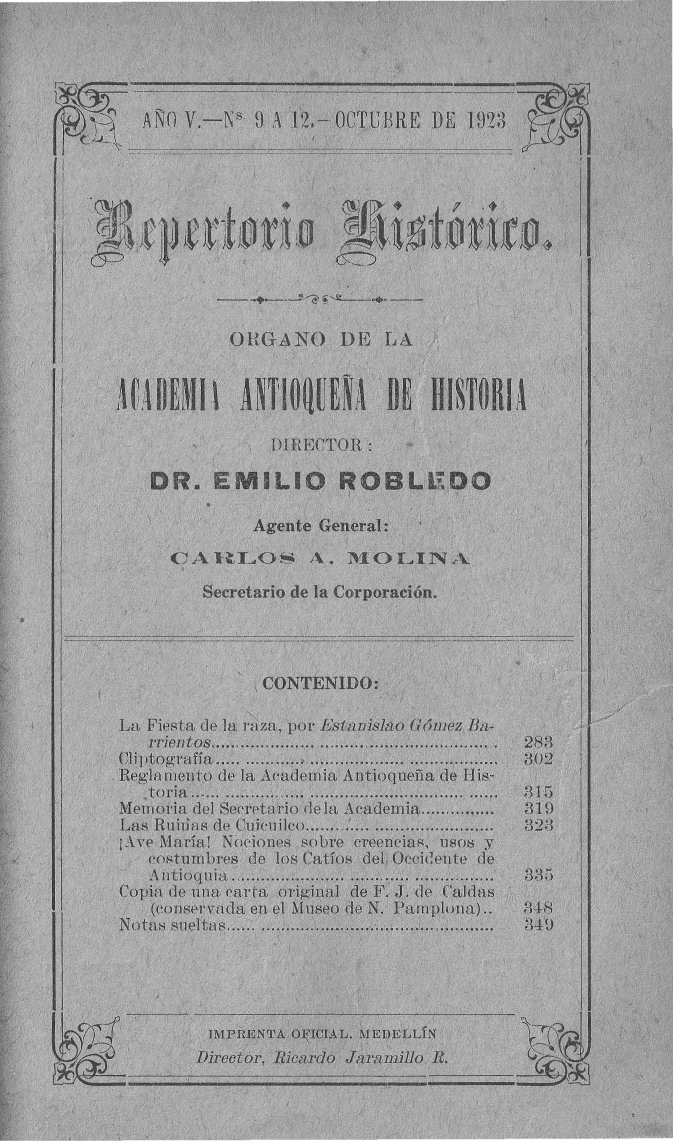 AÑO V.—Nˢ. 9 A 12.—OCTUBRE DE 1923
Repertorio Histórico.
ORGANO DE LA
ACADEMIA ANTIOQUEÑA DE HISTORIA
DIRECTOR:
DR. EMILIO ROBLEDO
Agente General:
CARLOS A. MOLINA
Secretario de la Corporación.
CONTENIDO:
La Fiesta de la raza, por Estanislao Gómez Ba-
rrientos.................................................. 283
Cliptografía.................................................. 302
Reglamento de la Academia Antioqueña de His-
toria.................................................. 315
Memoria del Secretario de la Academia.............. 319
Las Ruinas de Cuicuilco.................................. 323
¡Ave María! Nociones sobre creencias, usos y
costumbres de los Catíos del Occidente de
Antioquia.................................................. 335
Copia de una carta original de F. J. de Caldas
(conservada en el Museo de N. Pamplona).. 348
Notas sueltas.................................................. 349
IMPRENTA OFICIAL. MEDELLÍN
Director, Ricardo Jaramillo R.